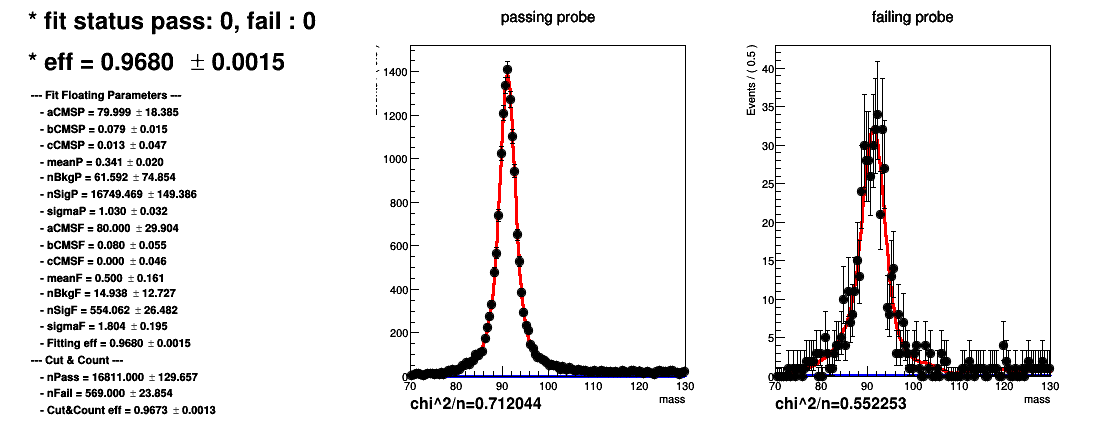 * fit status pass: 0, fail : 0
* eff = 0.9680 ± 0.0015
--- Fit Floating Parameters ---
- aCMSP = 79.999 ± 18.385
- bCMSP = 0.079 ± 0.015
- cCMSP = 0.013 ± 0.047
- meanP = 0.341 ± 0.020
- nBkgP = 61.592 ± 74.854
- nSigP = 16749.469 ± 149.386
- sigmaP = 1.030 ± 0.032
- aCMSF = 80.000 ± 29.904
- bCMSF = 0.080 ± 0.055
- cCMSF = 0.000 ± 0.046
- meanF = 0.500 ± 0.161
- nBkgF = 14.938 ± 12.727
- nSigF = 554.062 ± 26.482
- sigmaF = 1.804 ± 0.195
- Fitting eff = 0.9680 ± 0.0015
--- Cut & Count ---
- nPass = 16811.000 ± 129.657
- nFail = 569.000 ± 23.854
- Cut&Count eff = 0.9673 ± 0.0013
passing probe
1400
1200
1000
800
600
400
200
0
70 80 90 100 110 120 130
mass
chi^2/n=0.712044
failing probe
Events / ( 0.5 )
40
35
30
25
20
15
10
5
0
70 80 90 100 110 120 130
mass
chi^2/n=0.552253